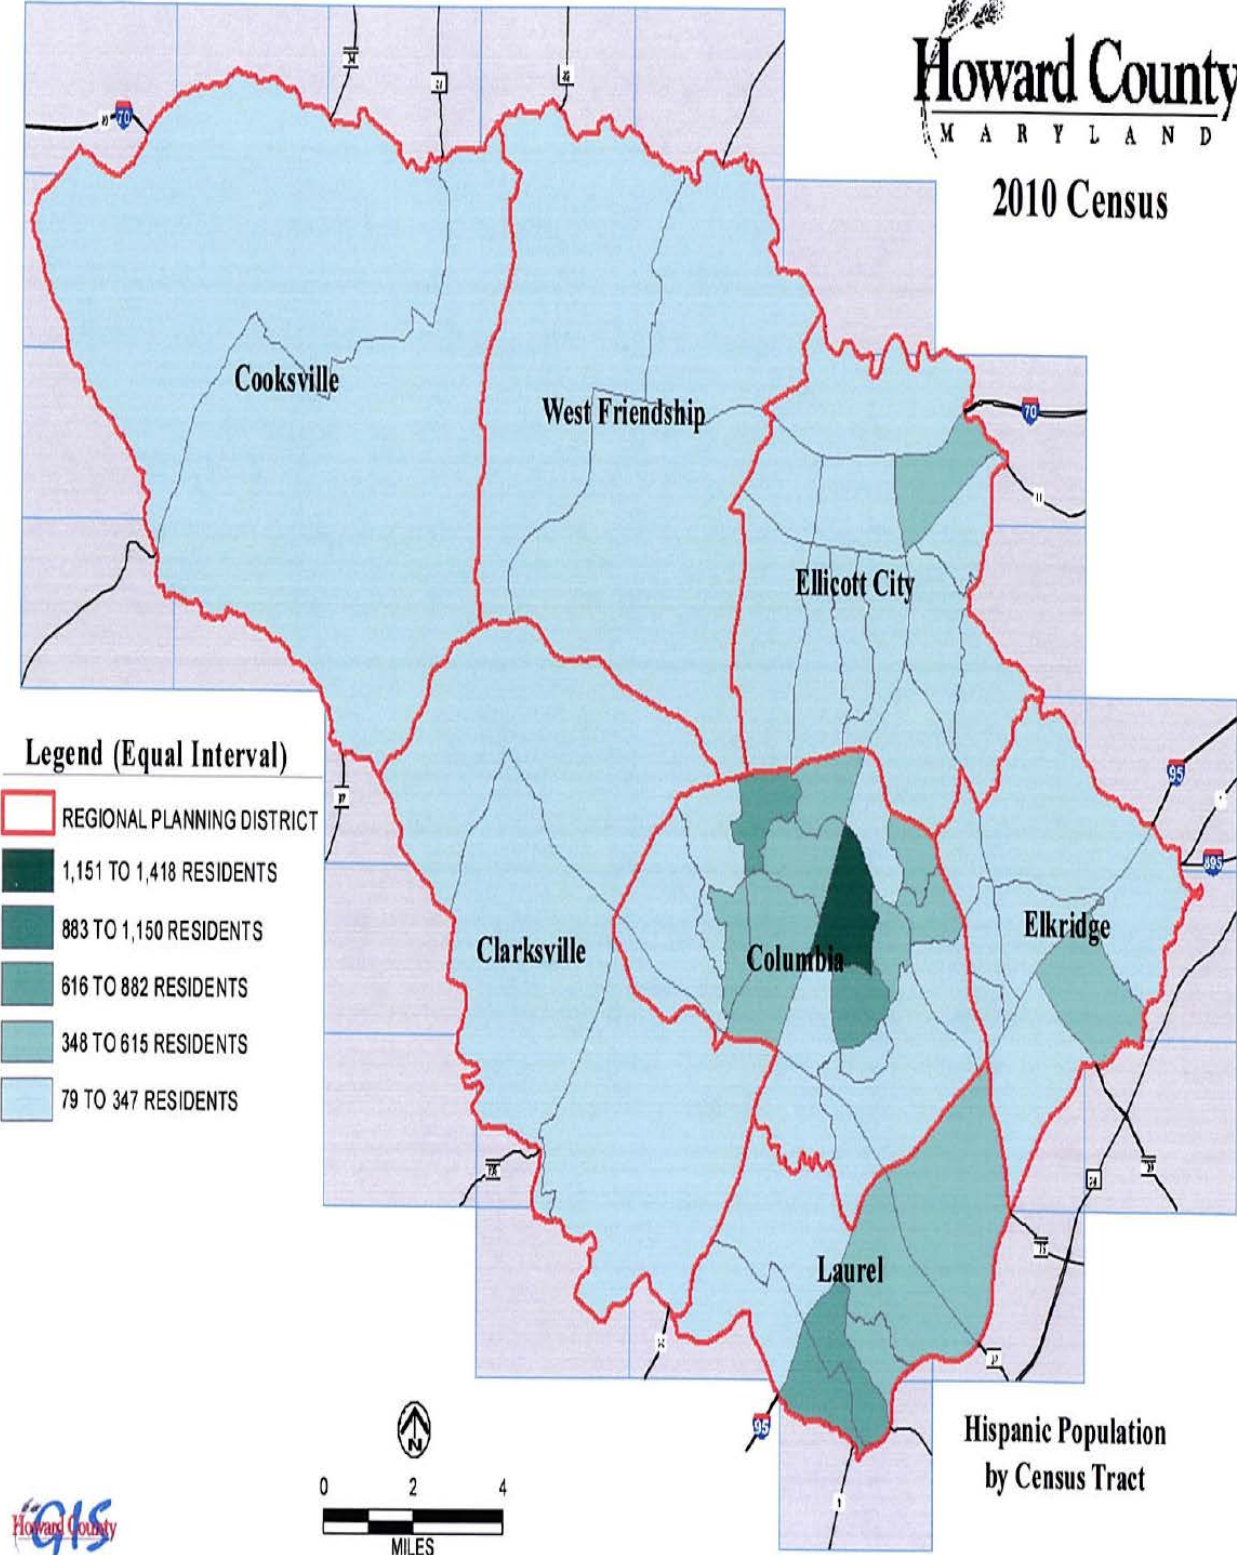 Howard County
MARYLAND
2010 Census
70
Cooksville
West Friendship
70
Ellicott City
95
Legend (Equal Interval)
REGIONAL PLANNING DISTRICT
1,151 TO 1,418 RESIDENTS
883 TO 1,150 RESIDENTS
616 TO 882 RESIDENTS
348 TO 615 RESIDENTS
79 TO 347 RESIDENTS
895
Elkridge
Clarksville
Columbia
Laurel
95
1
Hispanic Population
by Census Tract
N
0 2 4
MILES
Howard County
GIS